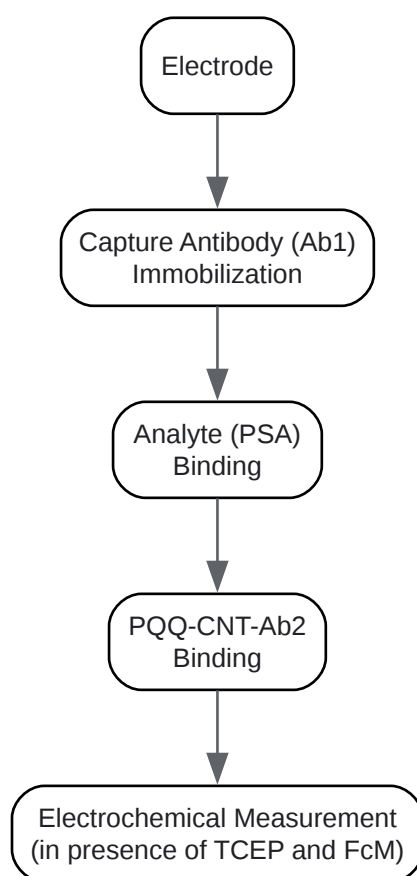 Electrode
Capture Antibody (Ab1)
Immobilization
Analyte (PSA)
Binding
PQQ-CNT-Ab2
Binding
Electrochemical Measurement
(in presence of TCEP and FcM)